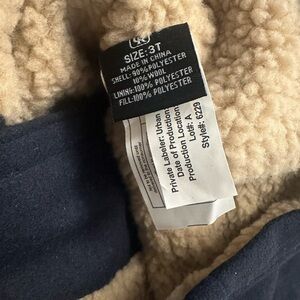 SIZE:3T
MADE IN CHINA
SHELL:90%POLYESTER
10%WOOL
LINING:100% POLYESTER
FILL:100% POLYESTER
Private Labeler: Urban
Date of Production
Production Location
Lot#: A
Style#: 6229